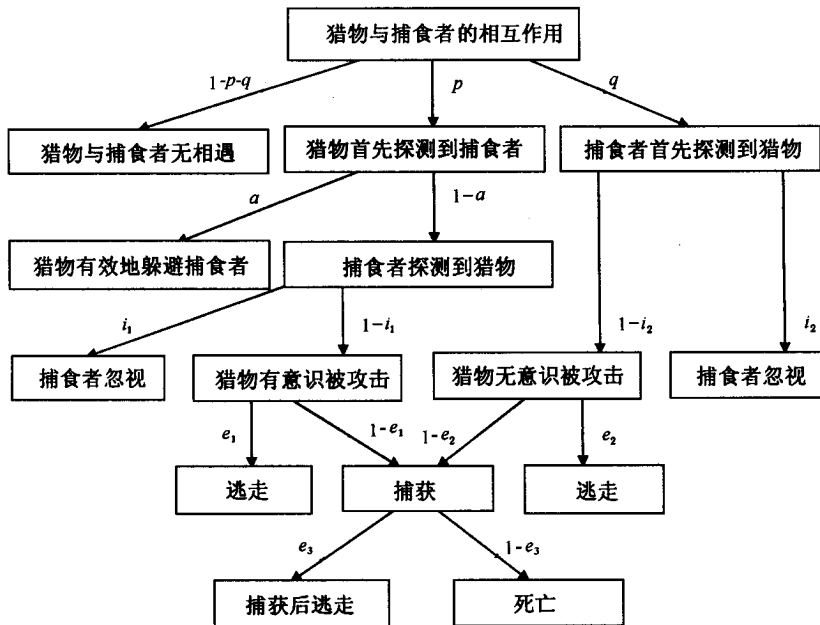 猎物与捕食者的相互作用
1-p-q
p
q
猎物与捕食者无相遇
猎物首先探测到捕食者
捕食者首先探测到猎物
a
1-a
猎物有效地躲避捕食者
捕食者探测到猎物
i₁
1-i₁
1-i₂
i₂
捕食者忽视
猎物有意识被攻击
猎物无意识被攻击
捕食者忽视
e₁
1-e₁
1-e₂
e₂
逃走
捕获
逃走
e₃
1-e₃
捕获后逃走
死亡